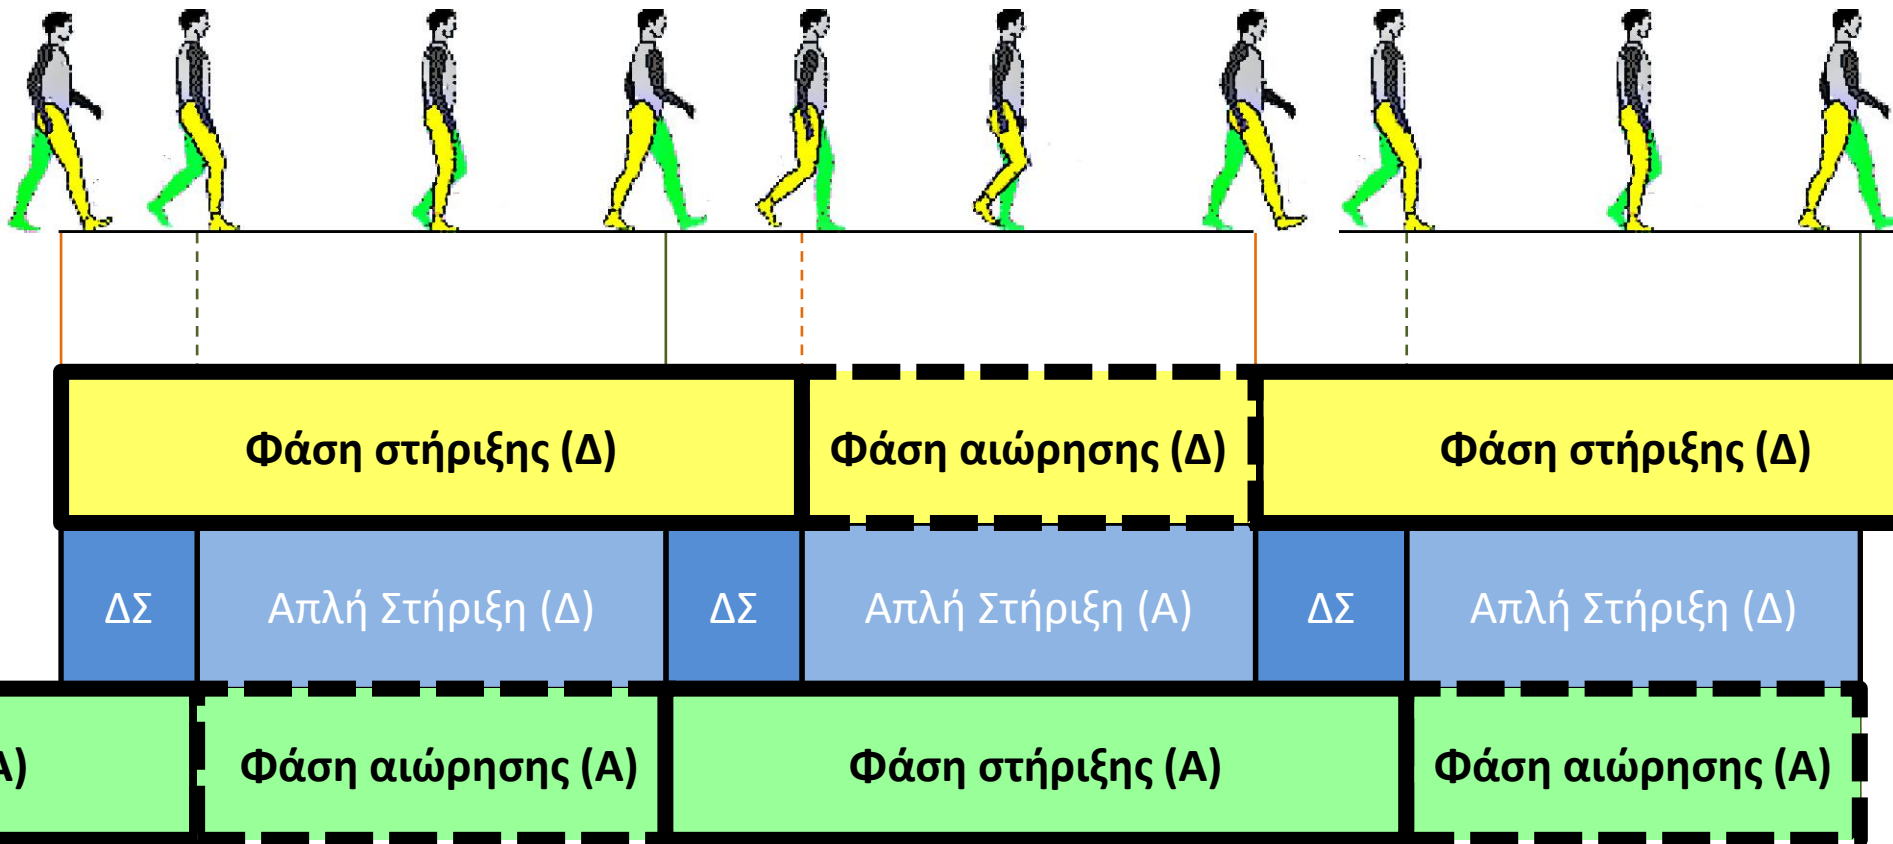 Φάση στήριξης (Δ) Φάση αιώρησης (Δ) Φάση στήριξης (Δ)
ΔΣ Απλή Στήριξη (Δ) ΔΣ Απλή Στήριξη (Α) ΔΣ Απλή Στήριξη (Δ)
Α) Φάση αιώρησης (Α) Φάση στήριξης (Α) Φάση αιώρησης (Α)